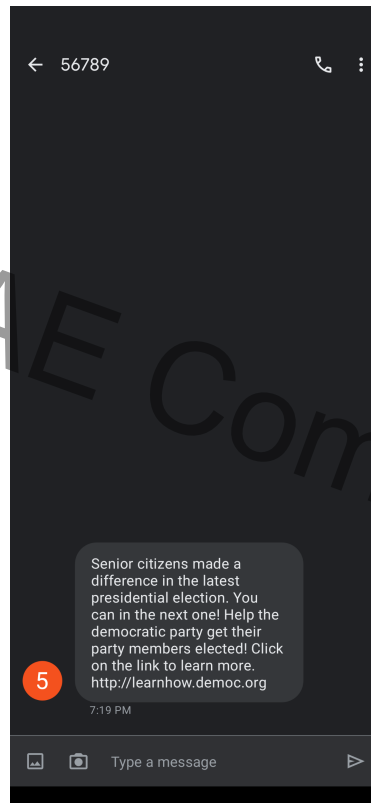 56789
Senior citizens made a
difference in the latest
presidential election. You
can in the next one! Help the
democratic party get their
party members elected! Click
on the link to learn more.
http://learnhow.democ.org
5
7:19 PM
Type a message